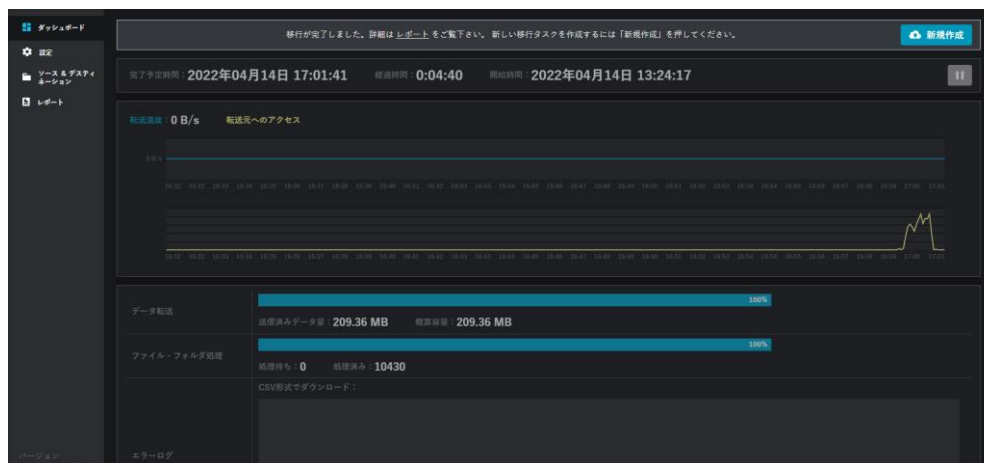 ダッシュボード
移行が完了しました。詳細は レポート をご覧下さい。 新しい移行タスクを作成するには「新規作成」を押してください。
新規作成
設定
ソース & デスティ
ネーション
レポート
完了予定時間：2022年04月14日 17:01:41 経過時間：0:04:40 開始時間：2022年04月14日 13:24:17
転送速度：0 B/s 転送元へのアクセス
0 B/s
データ転送
100%
送信済みデータ量：209.36 MB 概算容量：209.36 MB
ファイル・フォルダ処理
100%
処理待ち：0 処理済み：10430
CSV形式でダウンロード：
エラーログ
バージョン